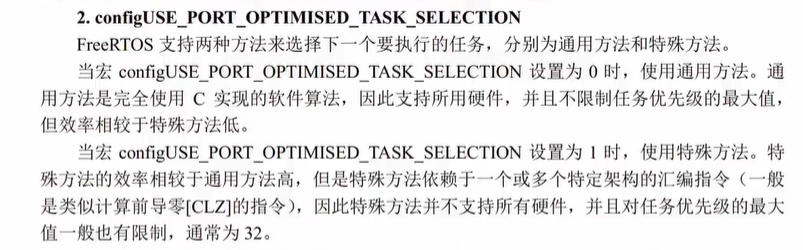 2. configUSE_PORT_OPTIMISED_TASK_SELECTION
FreeRTOS 支持两种方法来选择下一个要执行的任务，分别为通用方法和特殊方法。
当宏 configUSE_PORT_OPTIMISED_TASK_SELECTION 设置为 0 时，使用通用方法。通
用方法是完全使用 C 实现的软件算法，因此支持所用硬件，并且不限制任务优先级的最大值，
但效率相较于特殊方法低。
当宏 configUSE_PORT_OPTIMISED_TASK_SELECTION 设置为 1 时，使用特殊方法。特
殊方法的效率相较于通用方法高，但是特殊方法依赖于一个或多个特定架构的汇编指令（一般
是类似计算前导零[CLZ]的指令），因此特殊方法并不支持所有硬件，并且对任务优先级的最大
值一般也有限制，通常为 32。